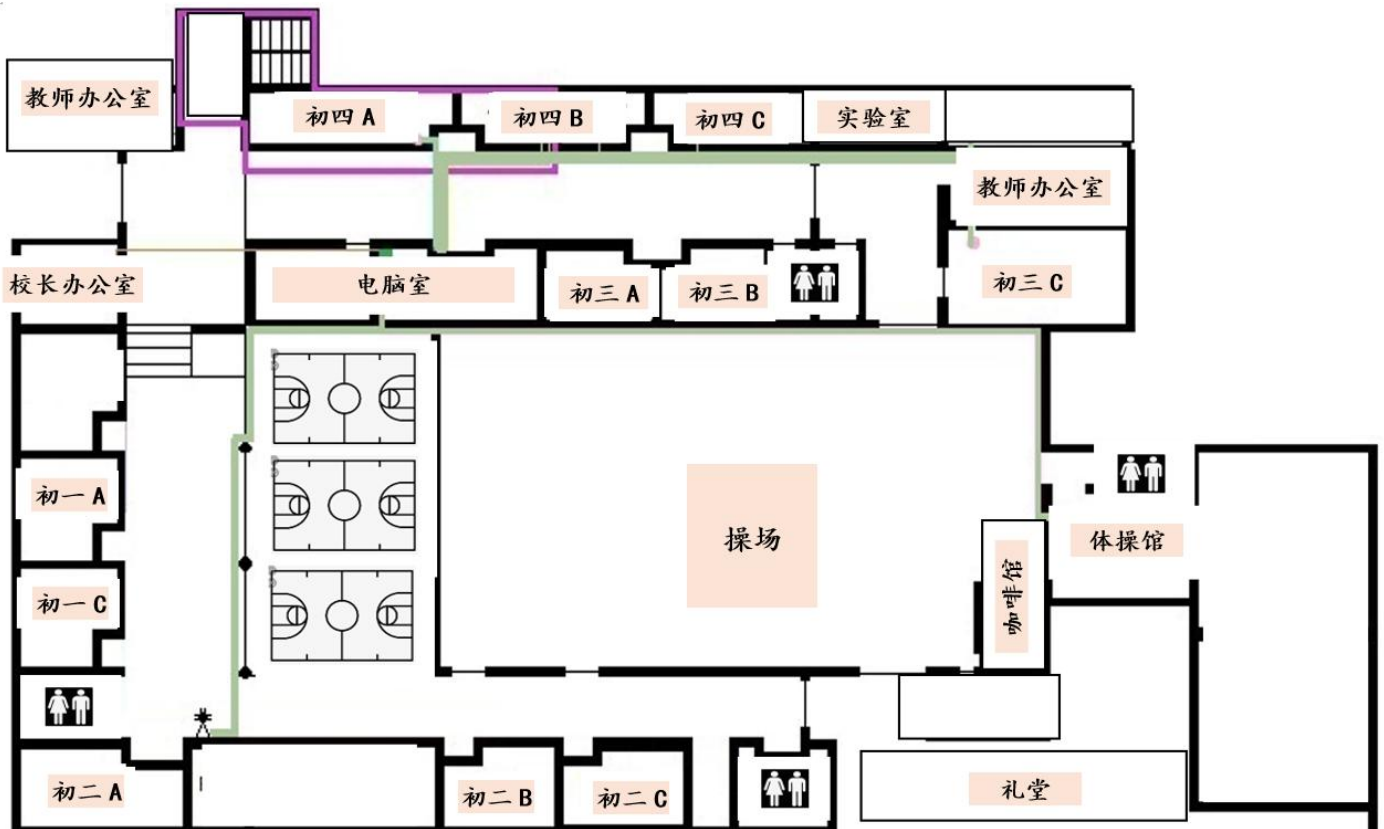 教师办公室
初四 A
初四 B
初四 C
实验室
教师办公室
校长办公室
电脑室
初三 A
初三 B
初三 C
初一 A
操场
体操馆
咖啡馆
初一 C
初二 A
初二 B
初二 C
礼堂